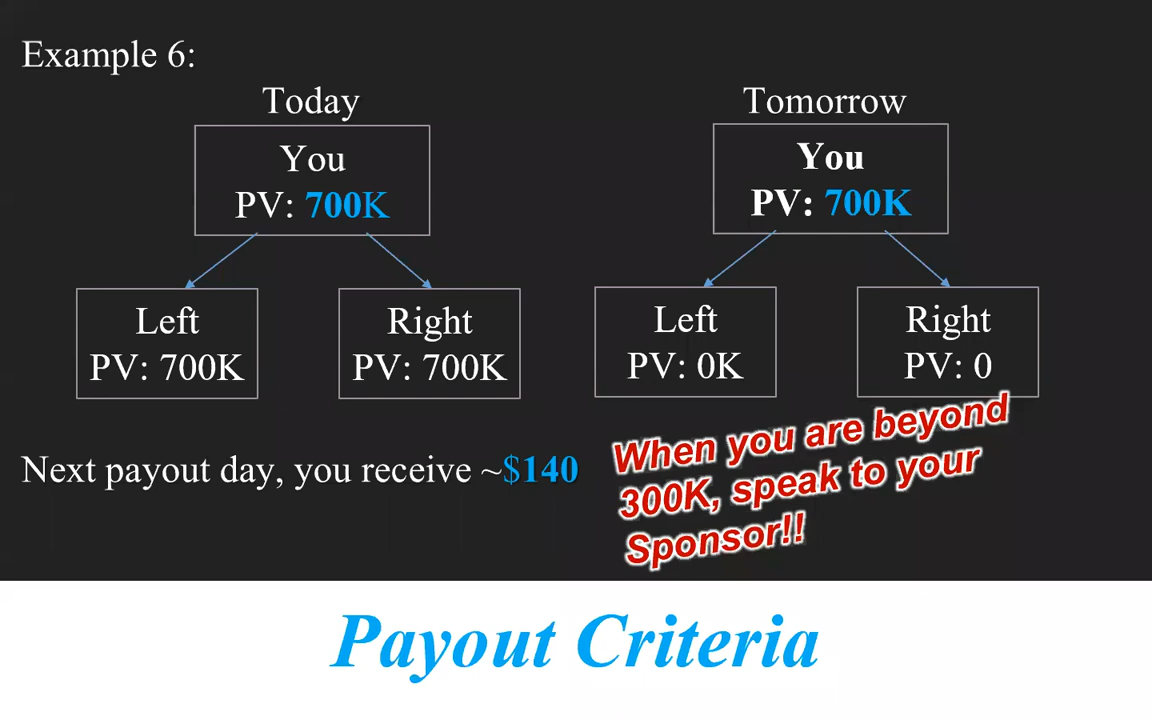 Example 6:
Today
You
PV: 700K
Left
PV: 700K
Right
PV: 700K
Tomorrow
You
PV: 700K
Left
PV: 0K
Right
PV: 0
Next payout day, you receive ~$140
When you are beyond
300K, speak to your
Sponsor!!
Payout Criteria